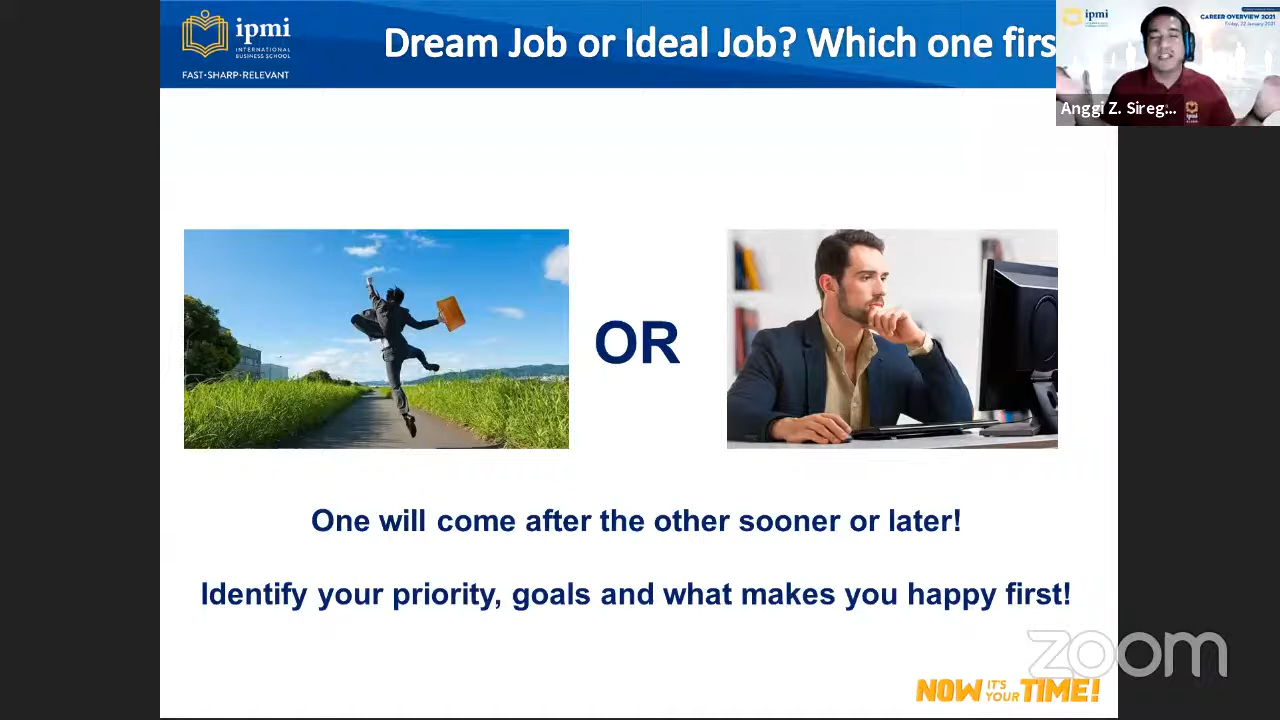 ipmi
INTERNATIONAL
BUSINESS SCHOOL
FAST·SHARP·RELEVANT
Dream Job or Ideal Job? Which one firs
ipmi
CAREER OVERVIEW 2021
Friday, 22 January 2021
Anggi Z. Sireg...
ipmi
OR
One will come after the other sooner or later!
Identify your priority, goals and what makes you happy first!
zoom
NOW IT'S YOUR TIME!